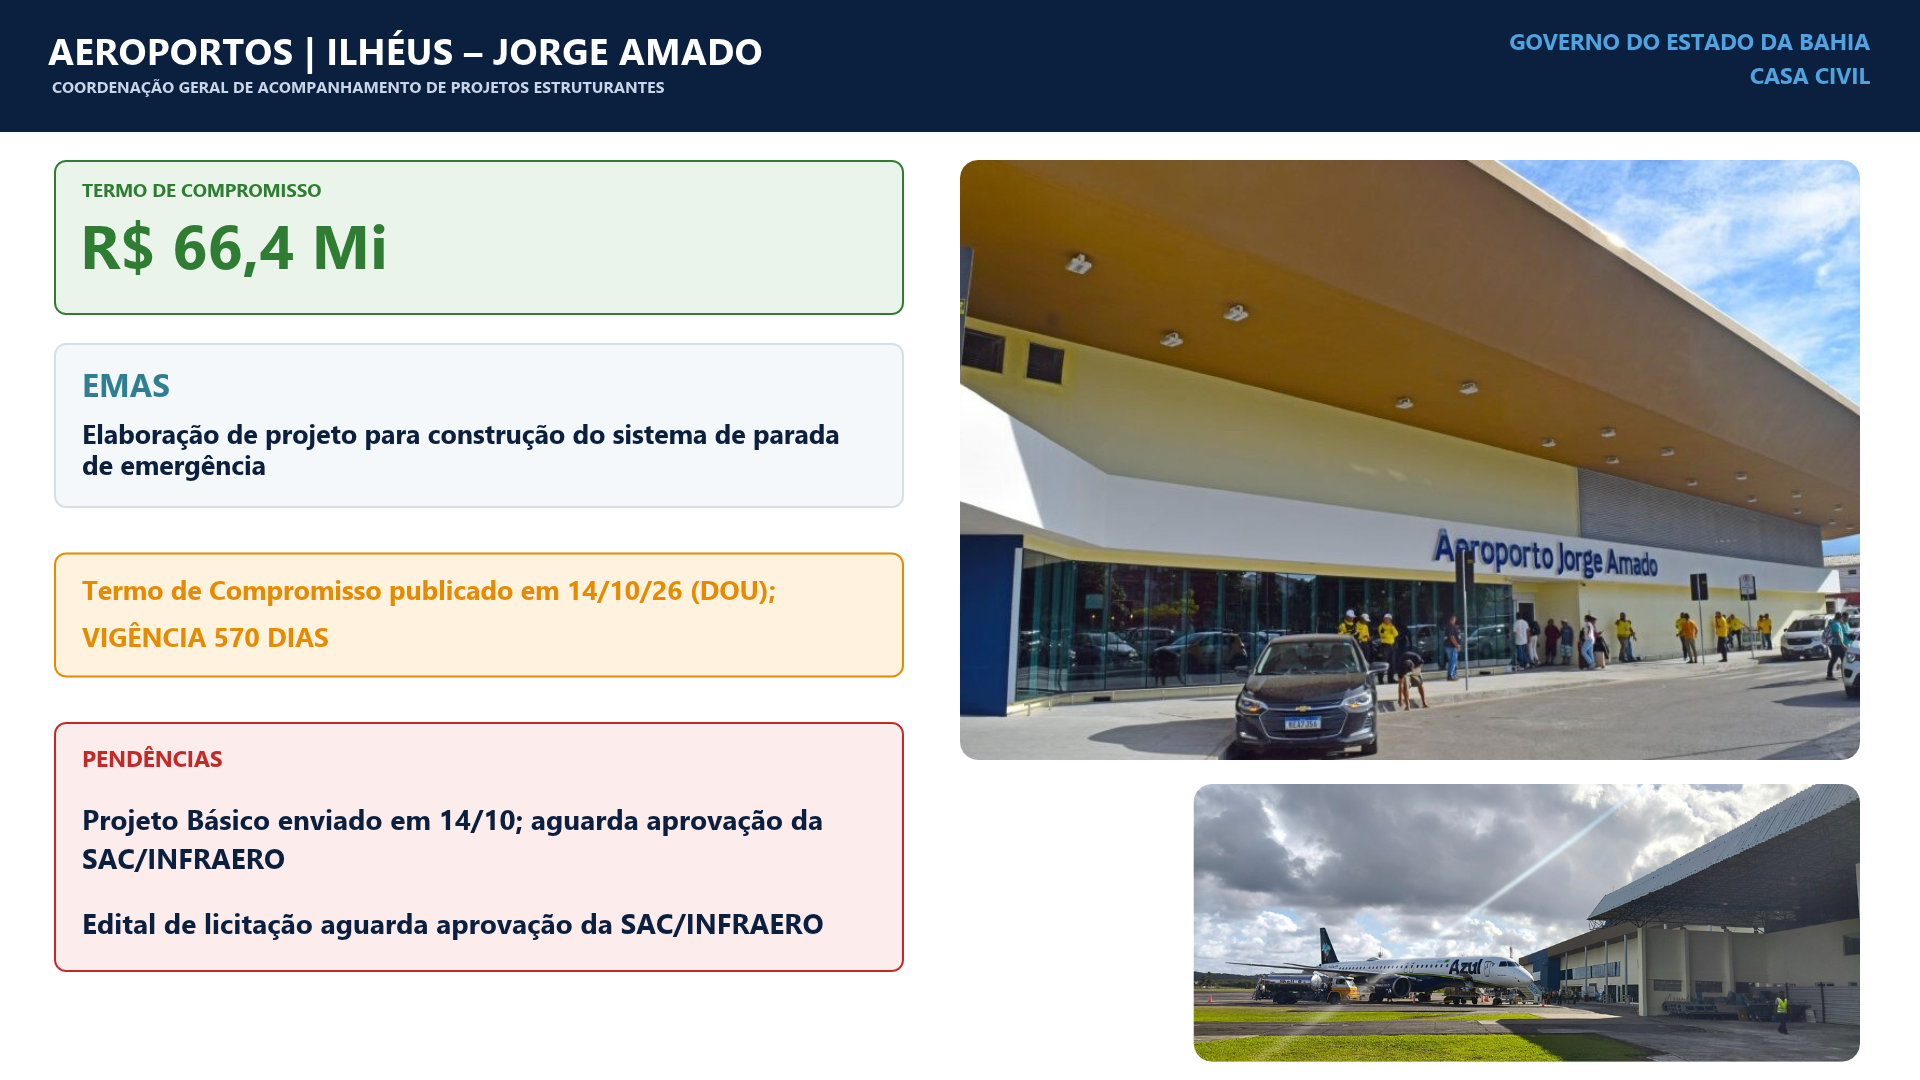 AEROPORTOS | ILHÉUS – JORGE AMADO
COORDENAÇÃO GERAL DE ACOMPANHAMENTO DE PROJETOS ESTRUTURANTES
GOVERNO DO ESTADO DA BAHIA
CASA CIVIL
TERMO DE COMPROMISSO
R$ 66,4 Mi
EMAS
Elaboração de projeto para construção do sistema de parada
de emergência
Termo de Compromisso publicado em 14/10/26 (DOU);
VIGÊNCIA 570 DIAS
PENDÊNCIAS
Projeto Básico enviado em 14/10; aguarda aprovação da
SAC/INFRAERO
Edital de licitação aguarda aprovação da SAC/INFRAERO
Aeroporto Jorge Amado
Azul